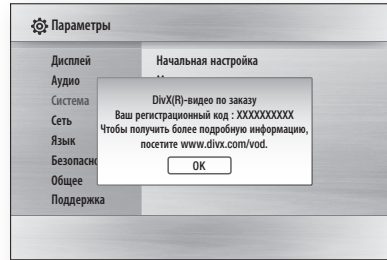 Параметры
Дисплей
Начальная настройка
Аудио
Система
Сеть
Язык
Общее
Поддержка
DivX(R)-видео по заказу
Ваш регистрационный код : XXXXXXXXXX
Чтобы получить более подробную информацию,
посетите www.divx.com/vod.
OK